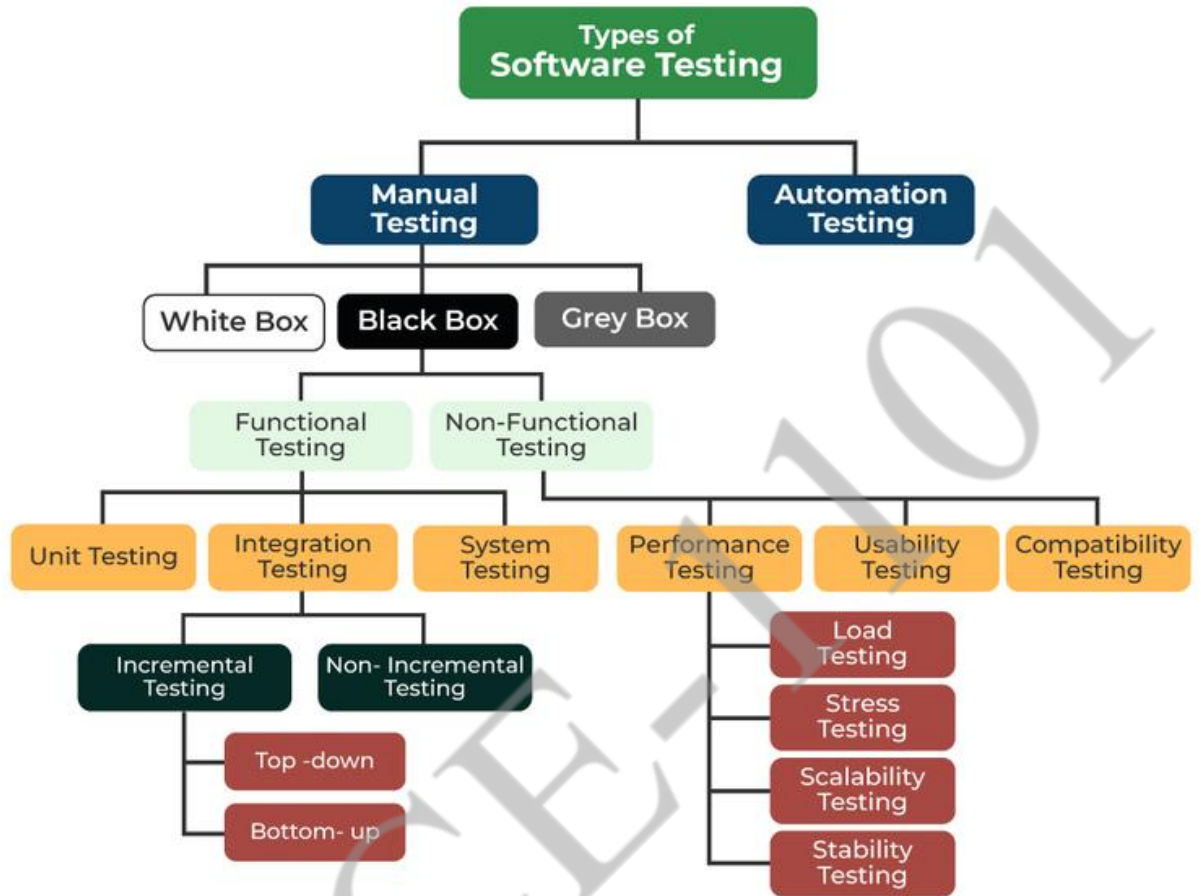 Types of
Software Testing
Manual
Testing
Automation
Testing
White Box
Black Box
Grey Box
Functional
Testing
Non-Functional
Testing
Unit Testing
Integration
Testing
System
Testing
Performance
Testing
Usability
Testing
Compatibility
Testing
Incremental
Testing
Non- Incremental
Testing
Top -down
Bottom- up
Load
Testing
Stress
Testing
Scalability
Testing
Stability
Testing
CE-1101